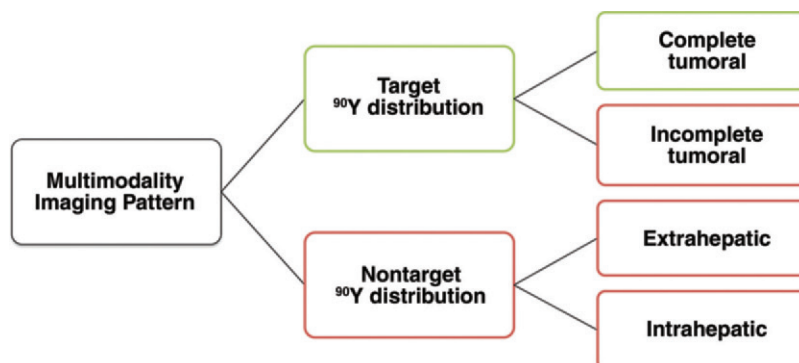 Multimodality
Imaging Pattern
Target
⁹⁰Y distribution
Nontarget
⁹⁰Y distribution
Complete
tumoral
Incomplete
tumoral
Extrahepatic
Intrahepatic